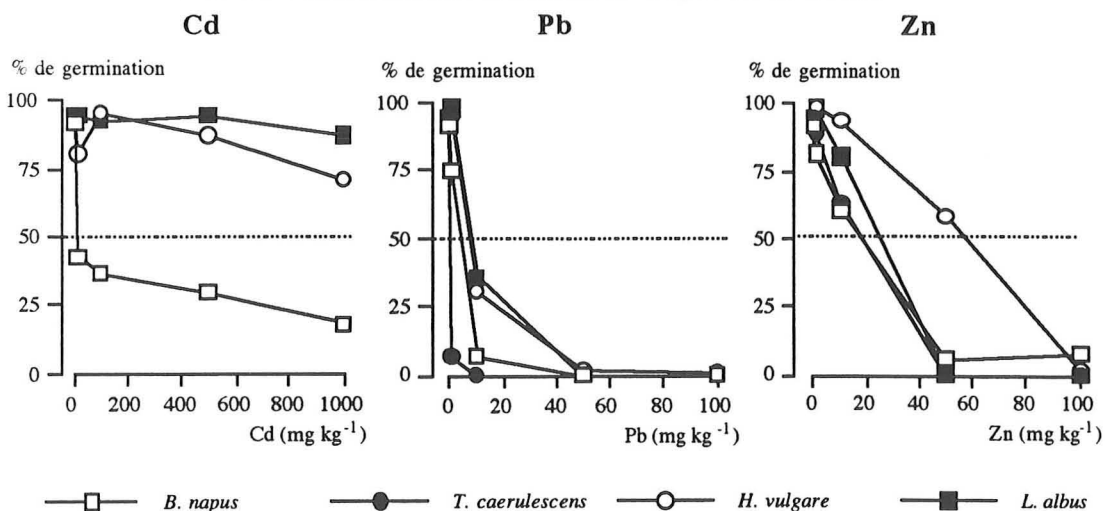 Cd Pb Zn
% de germination % de germination % de germination
100 100 100
75 75 75
50 50 50
25 25 25
0 0 0
0 200 400 600 800 1000 0 20 40 60 80 100 0 20 40 60 80 100
Cd (mg kg⁻¹) Pb (mg kg⁻¹) Zn (mg kg⁻¹)
B. napus T. caerulescens H. vulgare L. albus